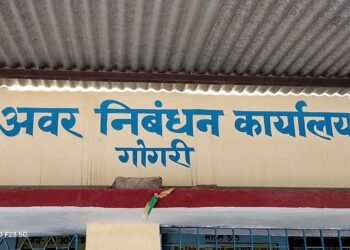 अवर निबंधन कार्यालय
गोगरी